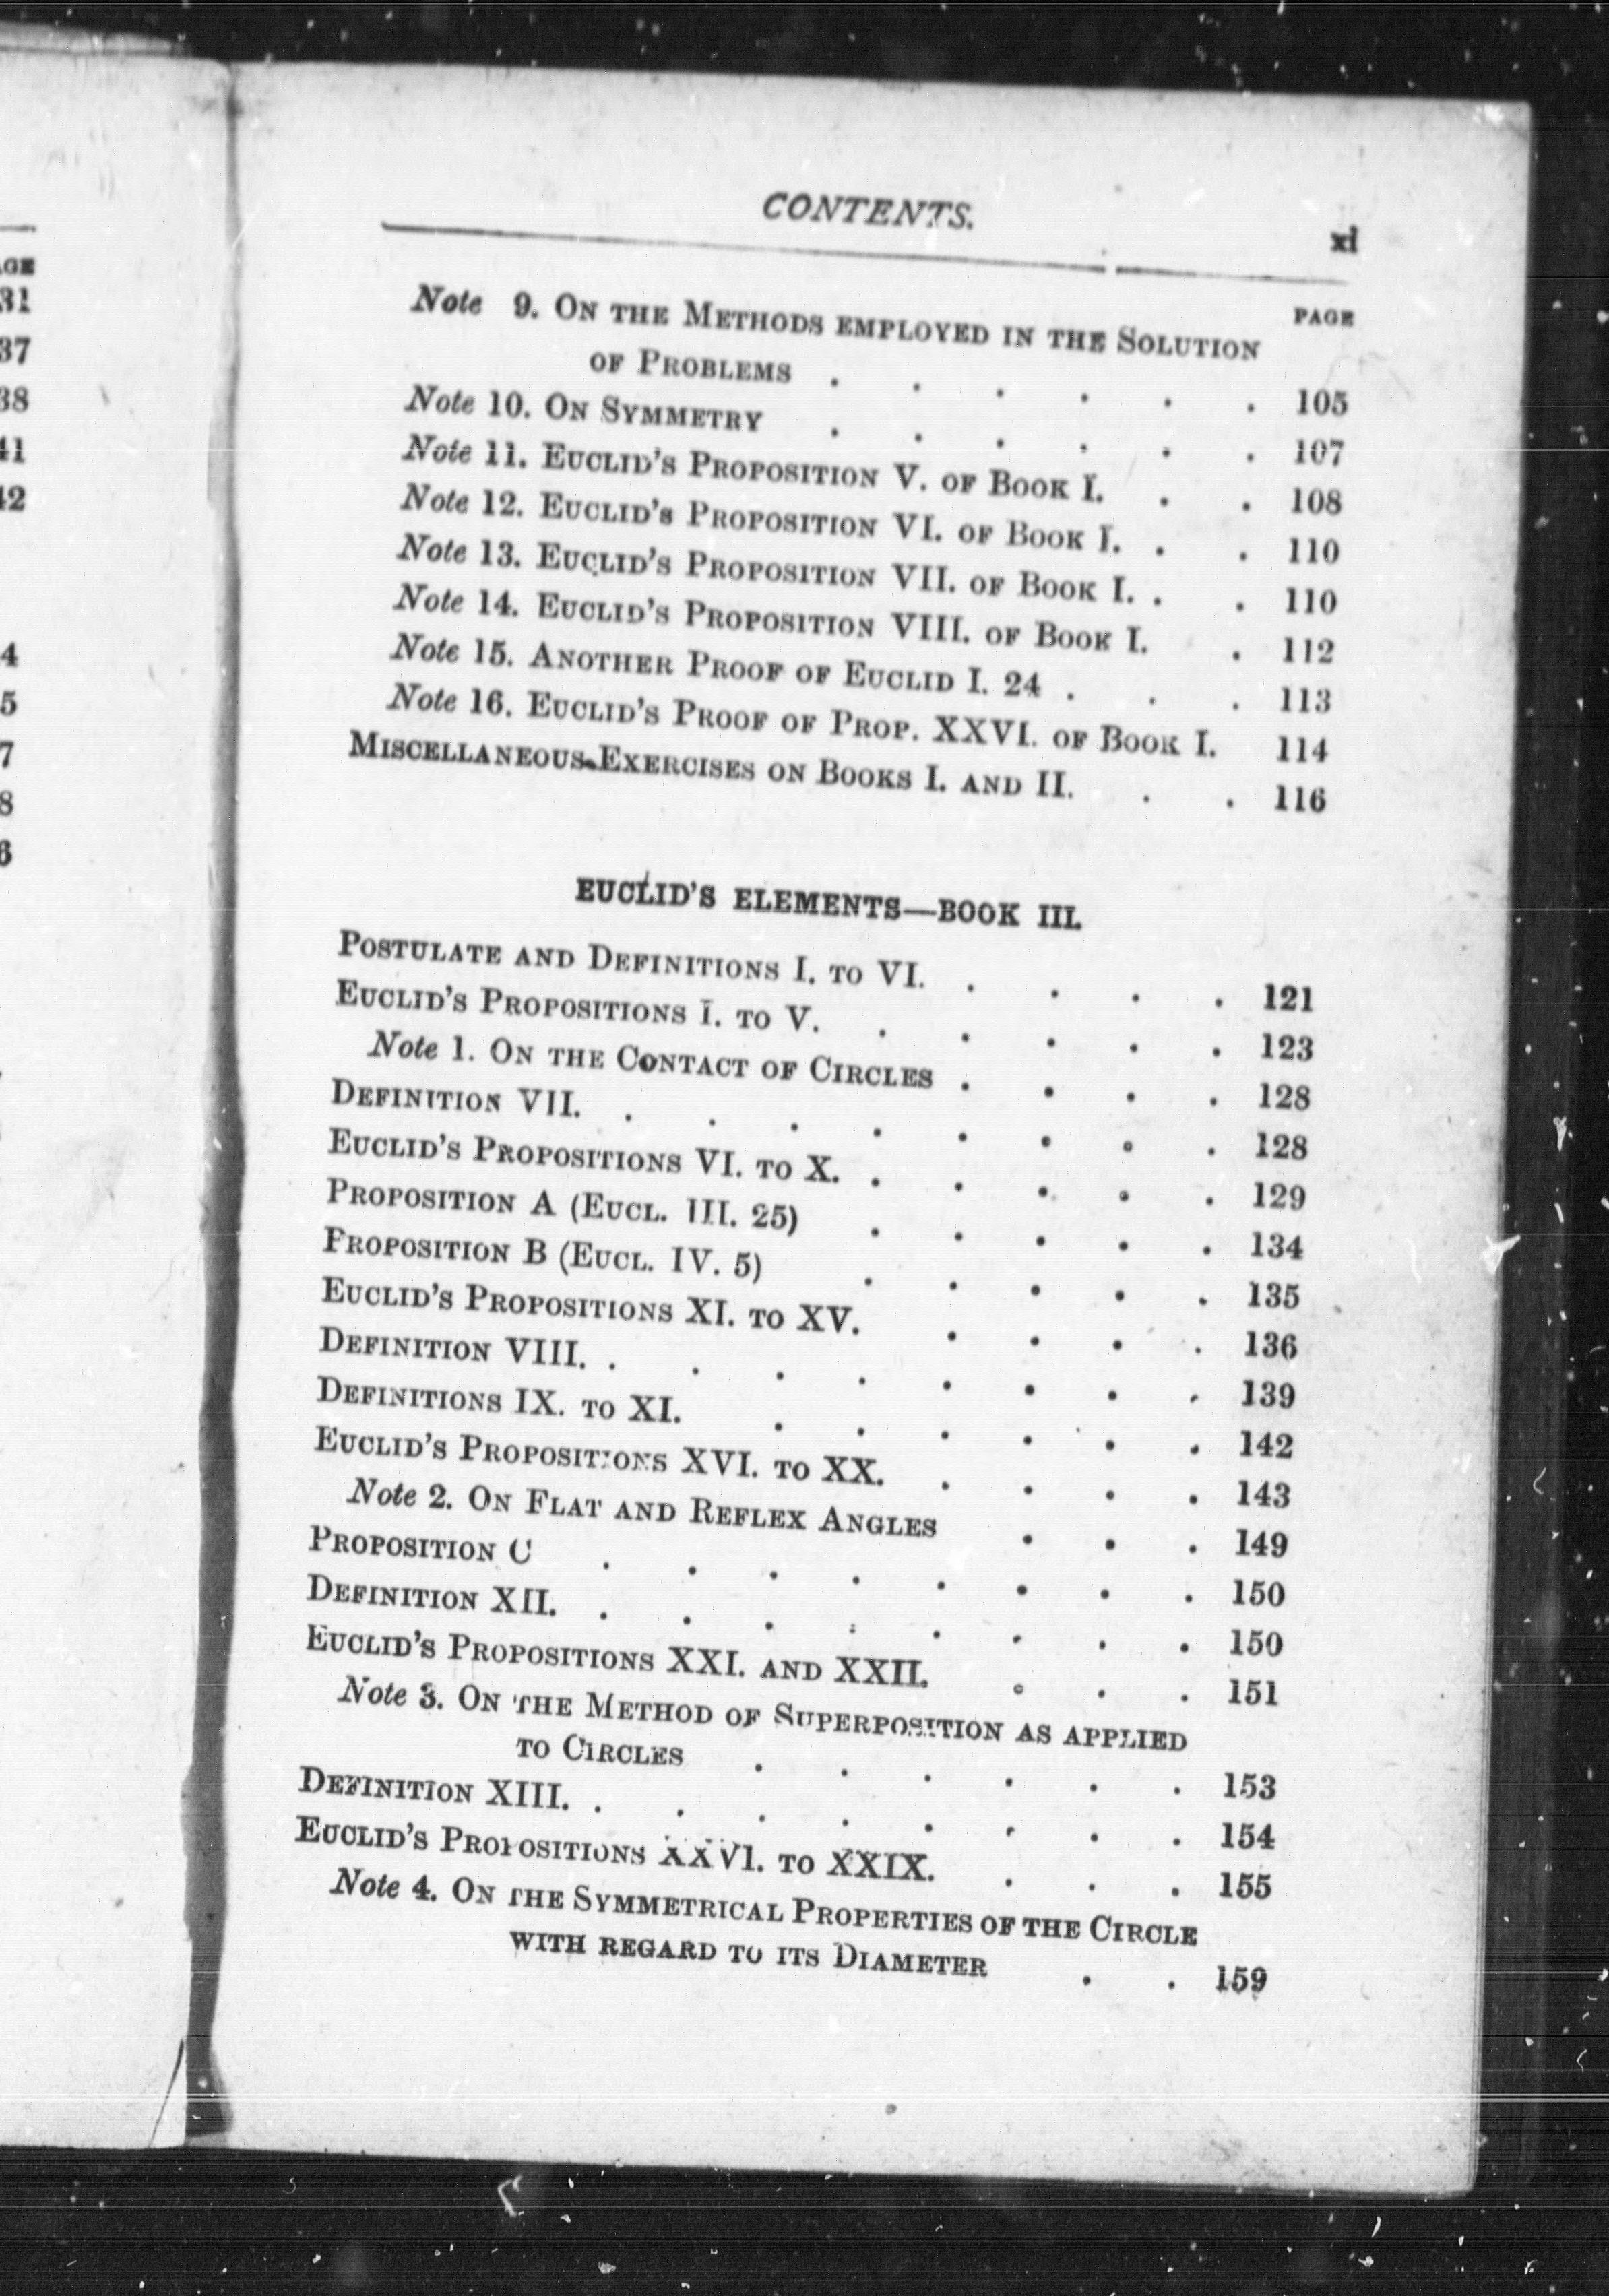 CONTENTS. xi
PAGE
Note 9. On the Methods employed in the Solution
of Problems . . . . . . 105
Note 10. On Symmetry . . . . . . 107
Note 11. Euclid's Proposition V. of Book I. . . 108
Note 12. Euclid's Proposition VI. of Book I. . . 110
Note 13. Euclid's Proposition VII. of Book I. . . 110
Note 14. Euclid's Proposition VIII. of Book I. . 112
Note 15. Another Proof of Euclid I. 24 . . . 113
Note 16. Euclid's Proof of Prop. XXVI. of Book I. 114
Miscellaneous Exercises on Books I. and II. . . 116
EUCLID'S ELEMENTS—BOOK III.
Postulate and Definitions I. to VI. . . . . 121
Euclid's Propositions I. to V. . . . . . 123
Note 1. On the Contact of Circles . . . . 128
Definition VII. . . . . . . . . 128
Euclid's Propositions VI. to X. . . . . . 129
Proposition A (Eucl. III. 25) . . . . . 134
Proposition B (Eucl. IV. 5) . . . . . 135
Euclid's Propositions XI. to XV. . . . . 136
Definition VIII. . . . . . . . . 139
Definitions IX. to XI. . . . . . . 142
Euclid's Propositions XVI. to XX. . . . . 143
Note 2. On Flat and Reflex Angles . . . 149
Proposition C . . . . . . . . 150
Definition XII. . . . . . . . . 150
Euclid's Propositions XXI. and XXII. . . . 151
Note 3. On the Method of Superposition as applied
to Circles . . . . . . 153
Definition XIII. . . . . . . . . 154
Euclid's Propositions XXVI. to XXIX. . . . 155
Note 4. On the Symmetrical Properties of the Circle
with regard to its Diameter . . 159